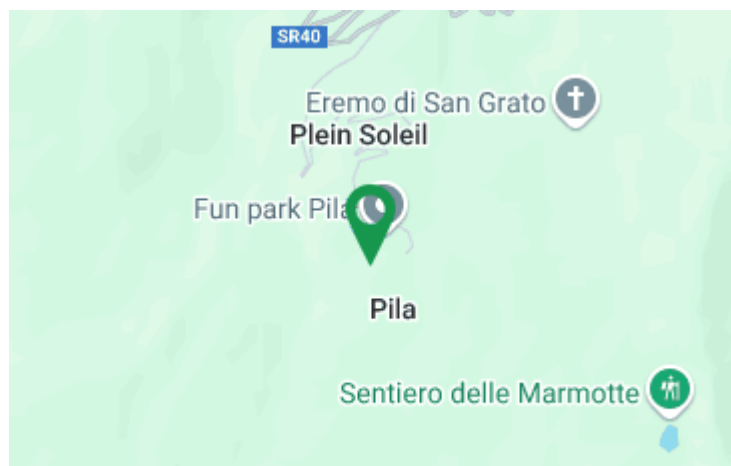 SR40
Eremo di San Grato
Plein Soleil
Fun park Pila
Pila
Sentiero delle Marmotte